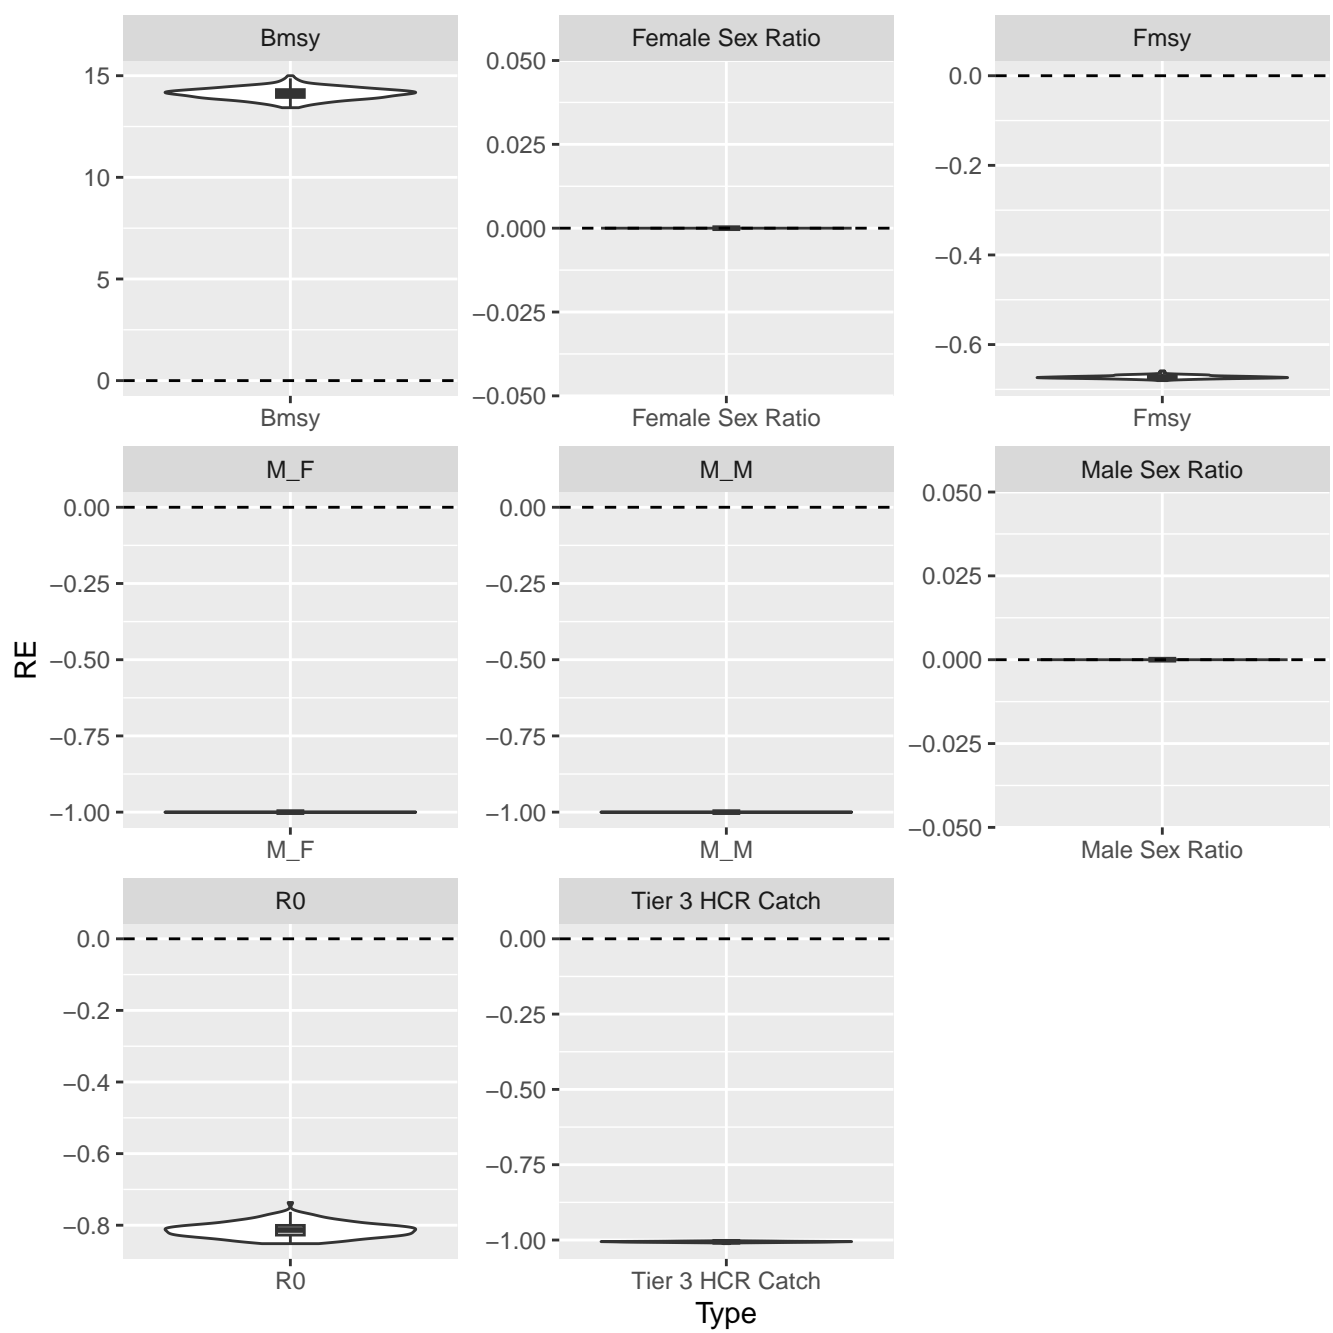 Bmsy
Female Sex Ratio
Fmsy
15
10
5
0
0.050
0.025
0.000
−0.025
−0.050
0.0
−0.2
−0.4
−0.6
Bmsy
Female Sex Ratio
Fmsy
M_F
M_M
Male Sex Ratio
0.00
−0.25
−0.50
−0.75
−1.00
0.00
−0.25
−0.50
−0.75
−1.00
0.050
0.025
0.000
−0.025
−0.050
M_F
M_M
Male Sex Ratio
RE
R0
Tier 3 HCR Catch
0.0
−0.2
−0.4
−0.6
−0.8
0.00
−0.25
−0.50
−0.75
−1.00
R0
Tier 3 HCR Catch
Type